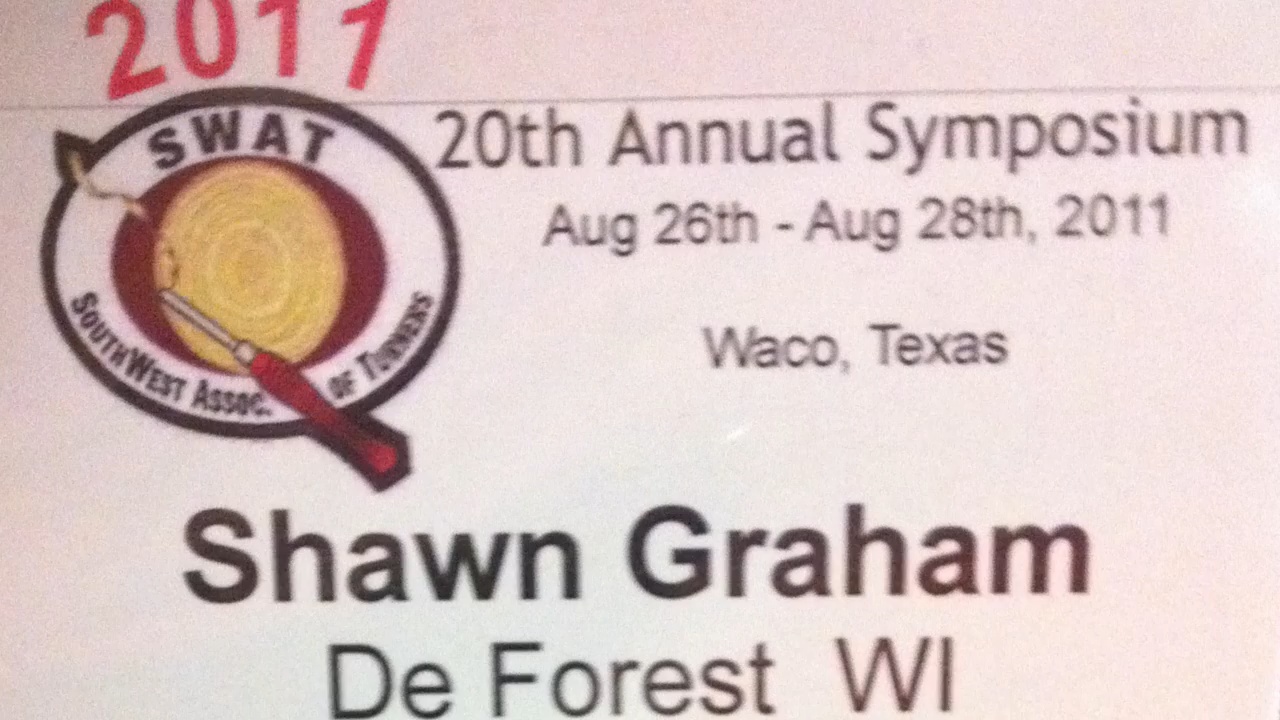 2011
SWAT
SOUTHWEST ASSOC. OF TURNERS
20th Annual Symposium
Aug 26th - Aug 28th, 2011
Waco, Texas
Shawn Graham
De Forest WI